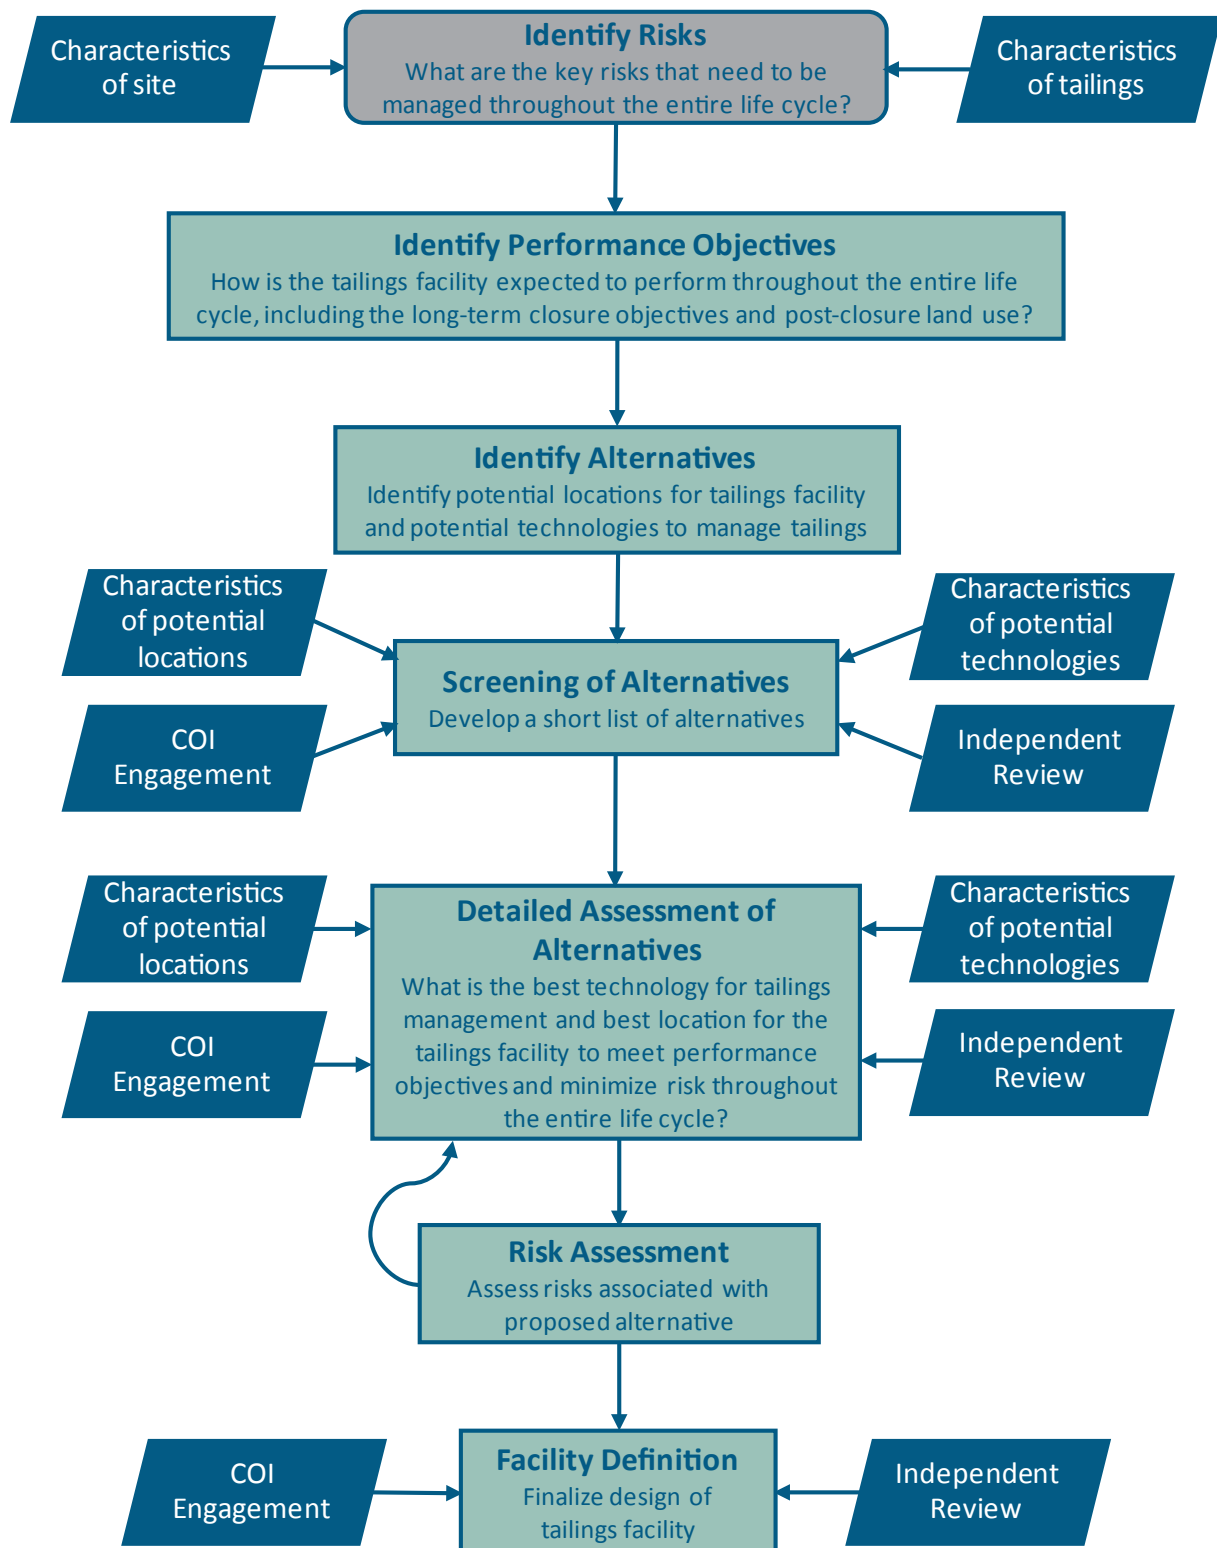 Characteristics
of site
Identify Risks
What are the key risks that need to be
managed throughout the entire life cycle?
Characteristics
of tailings
Identify Performance Objectives
How is the tailings facility expected to perform throughout the entire life
cycle, including the long-term closure objectives and post-closure land use?
Identify Alternatives
Identify potential locations for tailings facility
and potential technologies to manage tailings
Characteristics
of potential
locations
Characteristics
of potential
technologies
Screening of Alternatives
Develop a short list of alternatives
COI
Engagement
Independent
Review
Characteristics
of potential
locations
Detailed Assessment of
Alternatives
What is the best technology for tailings
management and best location for the
tailings facility to meet performance
objectives and minimize risk throughout
the entire life cycle?
Characteristics
of potential
technologies
COI
Engagement
Independent
Review
Risk Assessment
Assess risks associated with
proposed alternative
COI
Engagement
Facility Definition
Finalize design of
tailings facility
Independent
Review